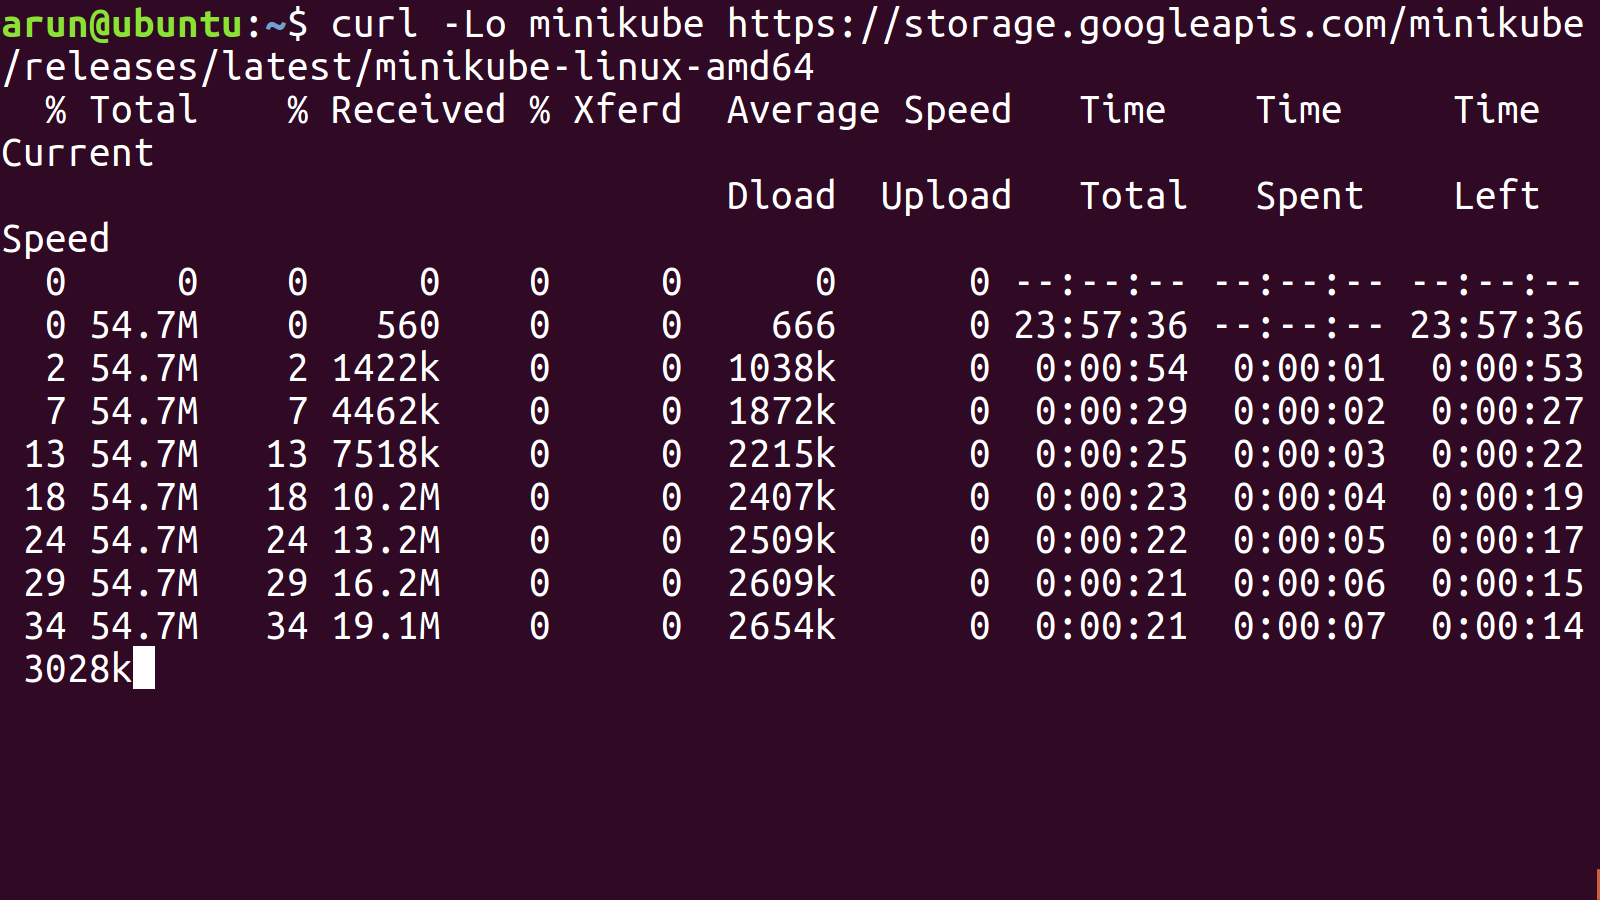 arun@ubuntu:~$ curl -Lo minikube https://storage.googleapis.com/minikube
/releases/latest/minikube-linux-amd64
  % Total    % Received % Xferd  Average Speed   Time    Time     Time
Current
                                 Dload  Upload   Total   Spent    Left
Speed
  0     0    0     0    0     0      0      0 --:--:-- --:--:-- --:--:--
  0 54.7M    0   560    0     0    666      0 23:57:36 --:--:-- 23:57:36
  2 54.7M    2 1422k    0     0  1038k      0  0:00:54  0:00:01  0:00:53
  7 54.7M    7 4462k    0     0  1872k      0  0:00:29  0:00:02  0:00:27
 13 54.7M   13 7518k    0     0  2215k      0  0:00:25  0:00:03  0:00:22
 18 54.7M   18 10.2M    0     0  2407k      0  0:00:23  0:00:04  0:00:19
 24 54.7M   24 13.2M    0     0  2509k      0  0:00:22  0:00:05  0:00:17
 29 54.7M   29 16.2M    0     0  2609k      0  0:00:21  0:00:06  0:00:15
 34 54.7M   34 19.1M    0     0  2654k      0  0:00:21  0:00:07  0:00:14
 3028k